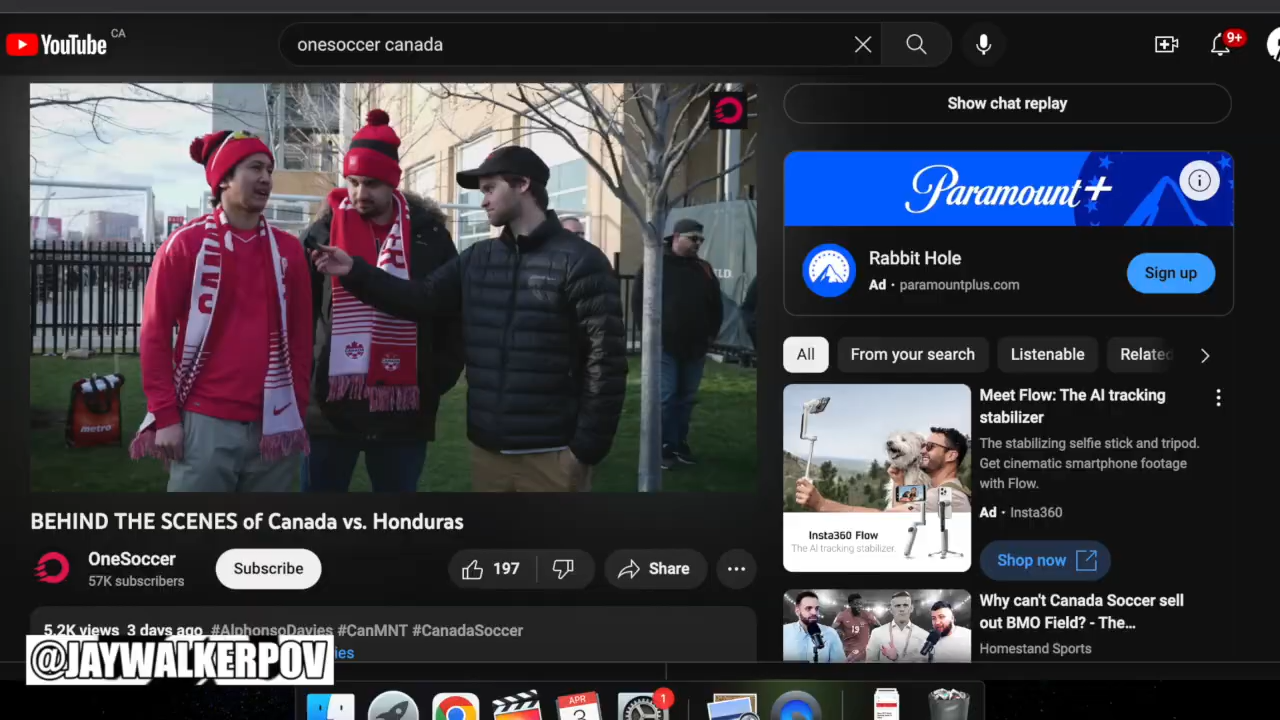 YouTube CA
onesoccer canada
9+
Show chat replay
Paramount+
Rabbit Hole
Ad · paramountplus.com
Sign up
All
From your search
Listenable
Related
metro
BEHIND THE SCENES of Canada vs. Honduras
OneSoccer
57K subscribers
Subscribe
197
Share
5.2K views 3 days ago #AlphonsoDavies #CanMNT #CanadaSoccer
ies
@JAYWALKERPOV
Meet Flow: The AI tracking
stabilizer
The stabilizing selfie stick and tripod.
Get cinematic smartphone footage
with Flow.
Ad · Insta360
Insta360 Flow
The AI tracking stabilizer.
Shop now
Why can't Canada Soccer sell
out BMO Field? - The...
Homestand Sports
APR
3
1